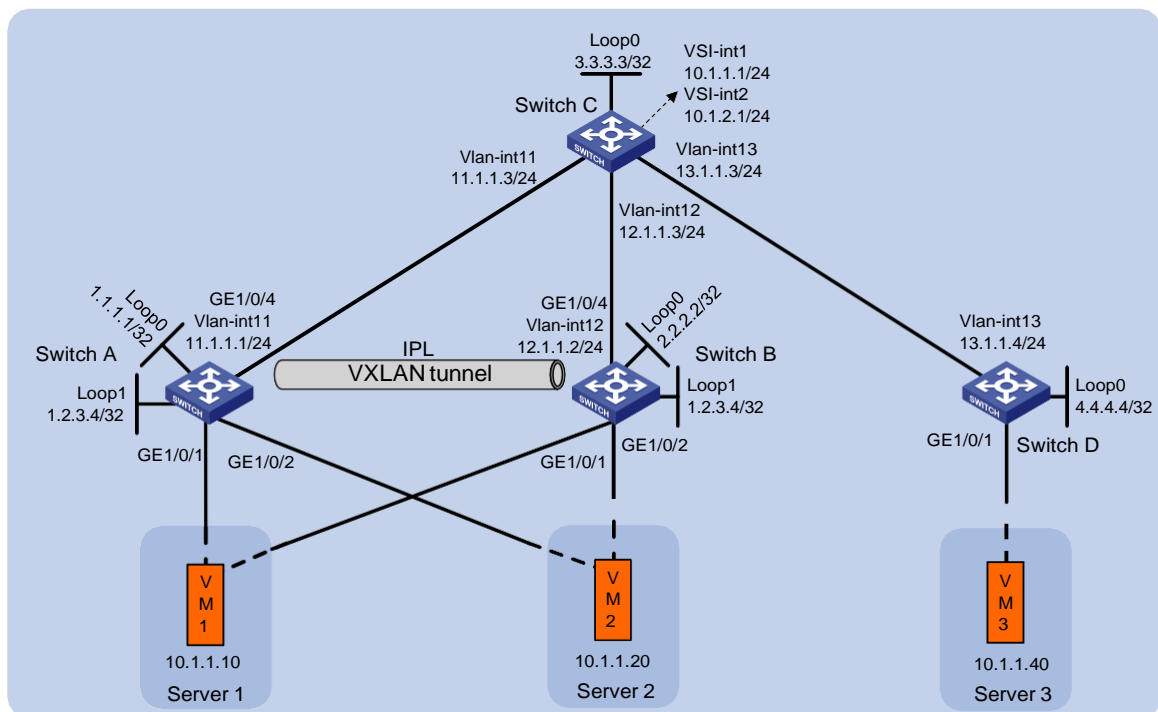 Loop0
3.3.3.3/32
VSI-int1
10.1.1.1/24
VSI-int2
10.1.2.1/24
Switch C
SWITCH
Vlan-int11
11.1.1.3/24
Vlan-int13
13.1.1.3/24
Vlan-int12
12.1.1.3/24
Loop0
1.1.1.1/32
GE1/0/4
Vlan-int11
11.1.1.1/24
Switch A
SWITCH
Loop1
1.2.3.4/32
IPL
VXLAN tunnel
GE1/0/4
Vlan-int12
12.1.1.2/24
Loop0
2.2.2.2/32
Switch B
SWITCH
Loop1
1.2.3.4/32
Vlan-int13
13.1.1.4/24
SWITCH
Loop0
4.4.4.4/32
Switch D
GE1/0/1
GE1/0/2
GE1/0/1
GE1/0/2
GE1/0/1
V
M
1
10.1.1.10
Server 1
V
M
2
10.1.1.20
Server 2
V
M
3
10.1.1.40
Server 3